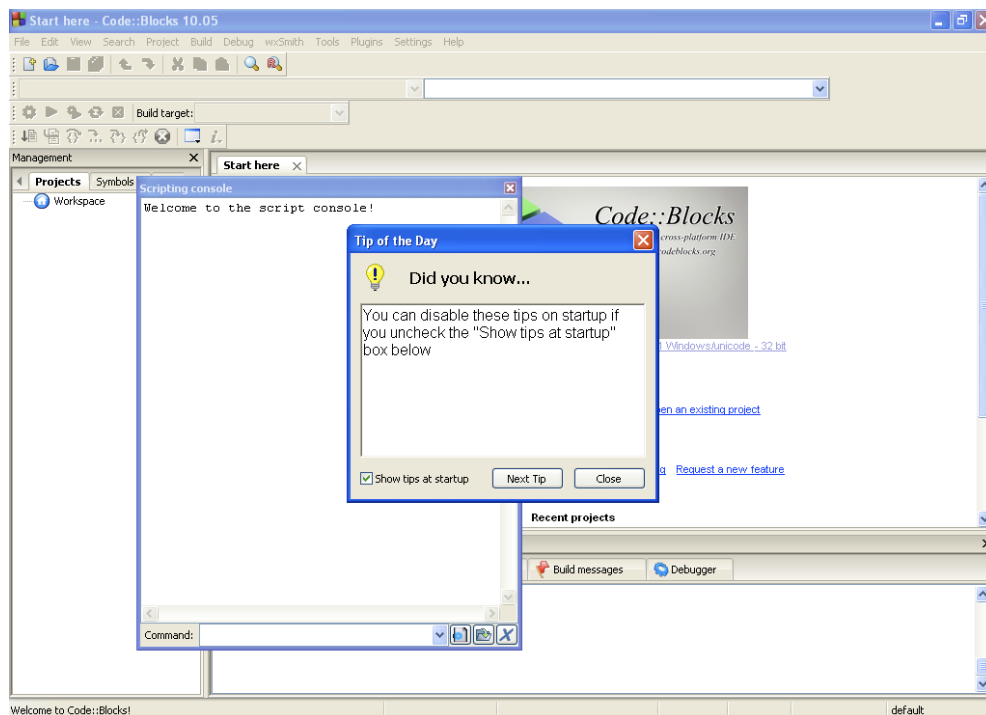 Start here - Code::Blocks 10.05
File Edit View Search Project Build Debug wxSmith Tools Plugins Settings Help
Build target:
Management
Start here
Projects Symbols
Workspace
Scripting console
Welcome to the script console!
Code::Blocks
cross-platform IDE
codeblocks.org
Tip of the Day
Did you know...
You can disable these tips on startup if
you uncheck the "Show tips at startup"
box below
Windows/unicode - 32 bit
en an existing project
Request a new feature
Show tips at startup Next Tip Close
Recent projects
Build messages Debugger
Command:
Welcome to Code::Blocks!
default